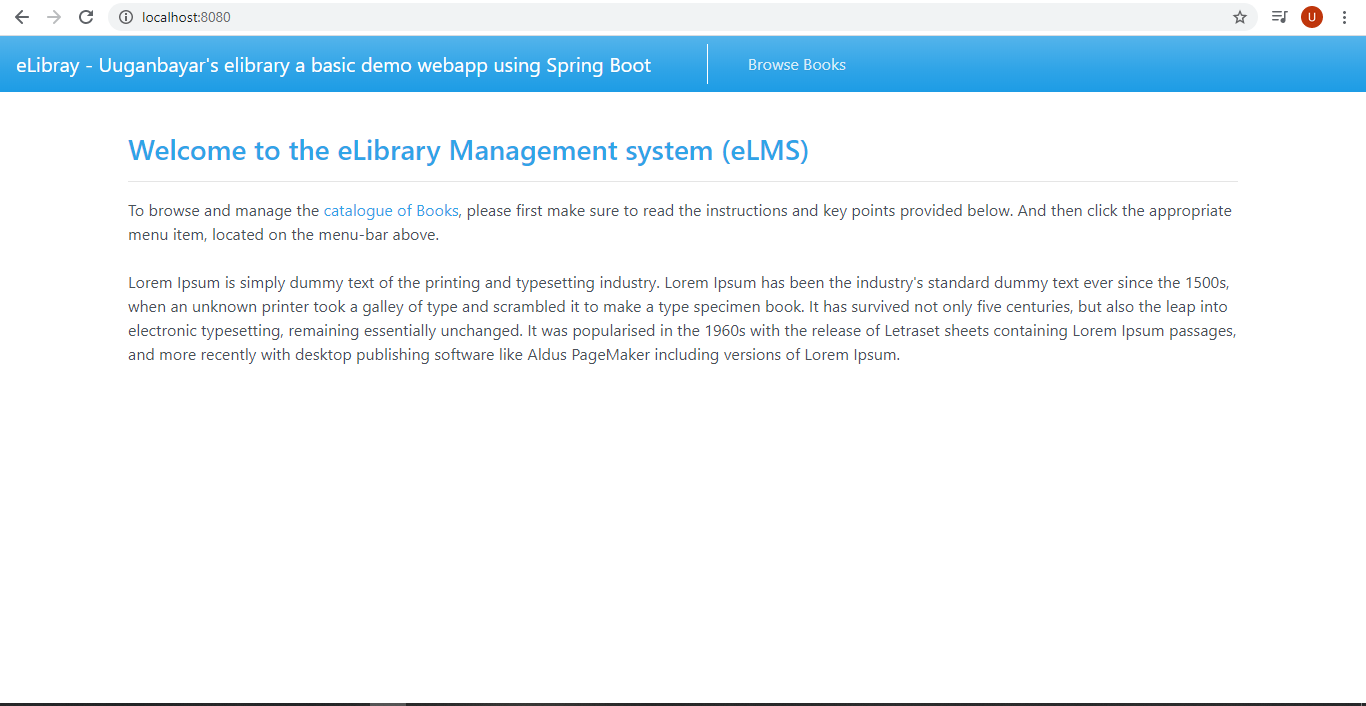 localhost:8080
U
eLibray - Uuganbayar's elibrary a basic demo webapp using Spring Boot
Browse Books
Welcome to the eLibrary Management system (eLMS)
To browse and manage the catalogue of Books, please first make sure to read the instructions and key points provided below. And then click the appropriate
menu item, located on the menu-bar above.
Lorem Ipsum is simply dummy text of the printing and typesetting industry. Lorem Ipsum has been the industry's standard dummy text ever since the 1500s,
when an unknown printer took a galley of type and scrambled it to make a type specimen book. It has survived not only five centuries, but also the leap into
electronic typesetting, remaining essentially unchanged. It was popularised in the 1960s with the release of Letraset sheets containing Lorem Ipsum passages,
and more recently with desktop publishing software like Aldus PageMaker including versions of Lorem Ipsum.